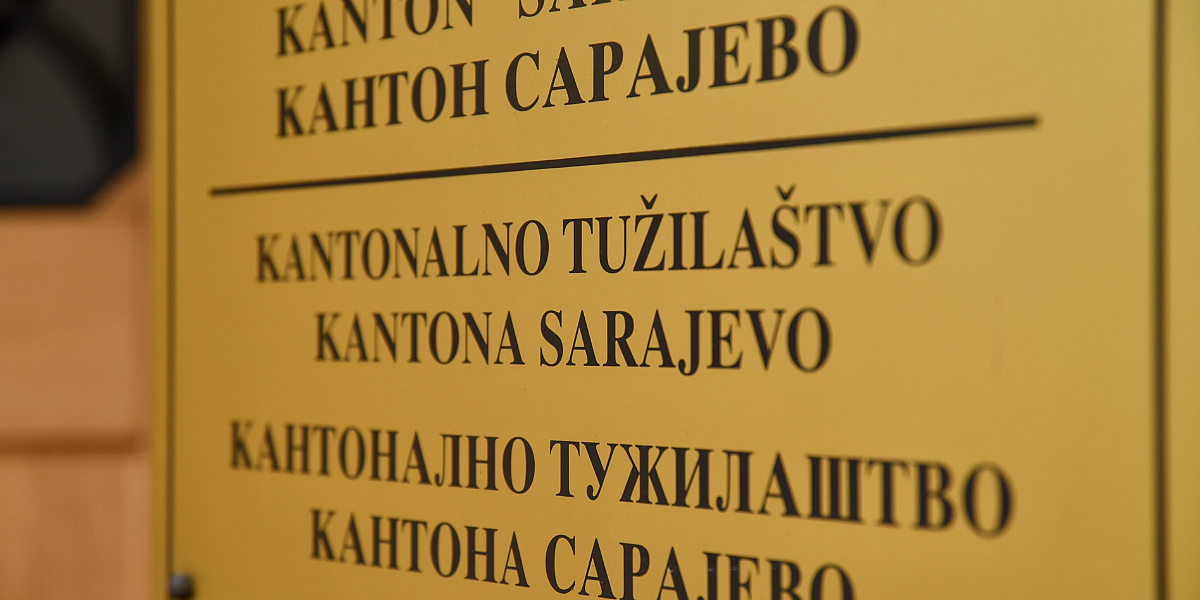 KANTON
КАНТОН САРАЈЕВО
KANTONALNO TUŽILAŠTVO
KANTONA SARAJEVO
КАНТОНАЛНО ТУЖИЛАШТВО
КАНТОНА САРАЈЕВО